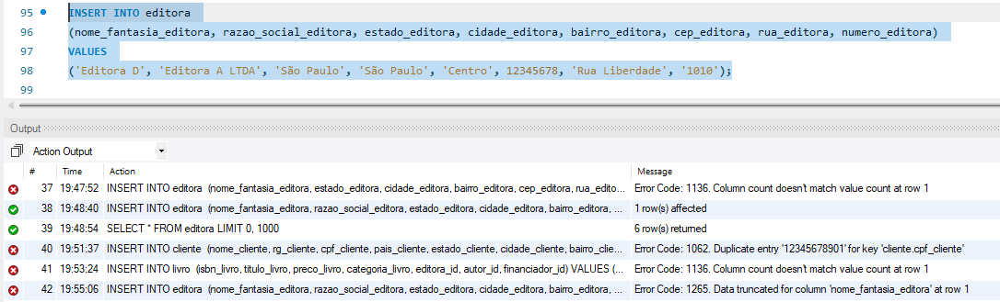 95 INSERT INTO editora
96 (nome_fantasia_editora, razao_social_editora, estado_editora, cidade_editora, bairro_editora, cep_editora, rua_editora, numero_editora)
97 VALUES
98 ('Editora D', 'Editora A LTDA', 'São Paulo', 'São Paulo', 'Centro', 12345678, 'Rua Liberdade', '1010');
99
Output
Action Output
# Time Action Message
37 19:47:52 INSERT INTO editora (nome_fantasia_editora, estado_editora, cidade_editora, bairro_editora, cep_editora, rua_edito... Error Code: 1136. Column count doesn't match value count at row 1
38 19:48:40 INSERT INTO editora (nome_fantasia_editora, razao_social_editora, estado_editora, cidade_editora, bairro_editora, ... 1 row(s) affected
39 19:48:54 SELECT * FROM editora LIMIT 0, 1000 6 row(s) returned
40 19:51:37 INSERT INTO cliente (nome_cliente, rg_cliente, cpf_cliente, pais_cliente, estado_cliente, cidade_cliente, bairro_clie... Error Code: 1062. Duplicate entry '12345678901' for key 'cliente.cpf_cliente'
41 19:53:24 INSERT INTO livro (isbn_livro, titulo_livro, preco_livro, categoria_livro, editora_id, autor_id, financiador_id) VALUES (... Error Code: 1136. Column count doesn't match value count at row 1
42 19:55:06 INSERT INTO editora (nome_fantasia_editora, razao_social_editora, estado_editora, cidade_editora, bairro_editora, ... Error Code: 1265. Data truncated for column 'nome_fantasia_editora' at row 1